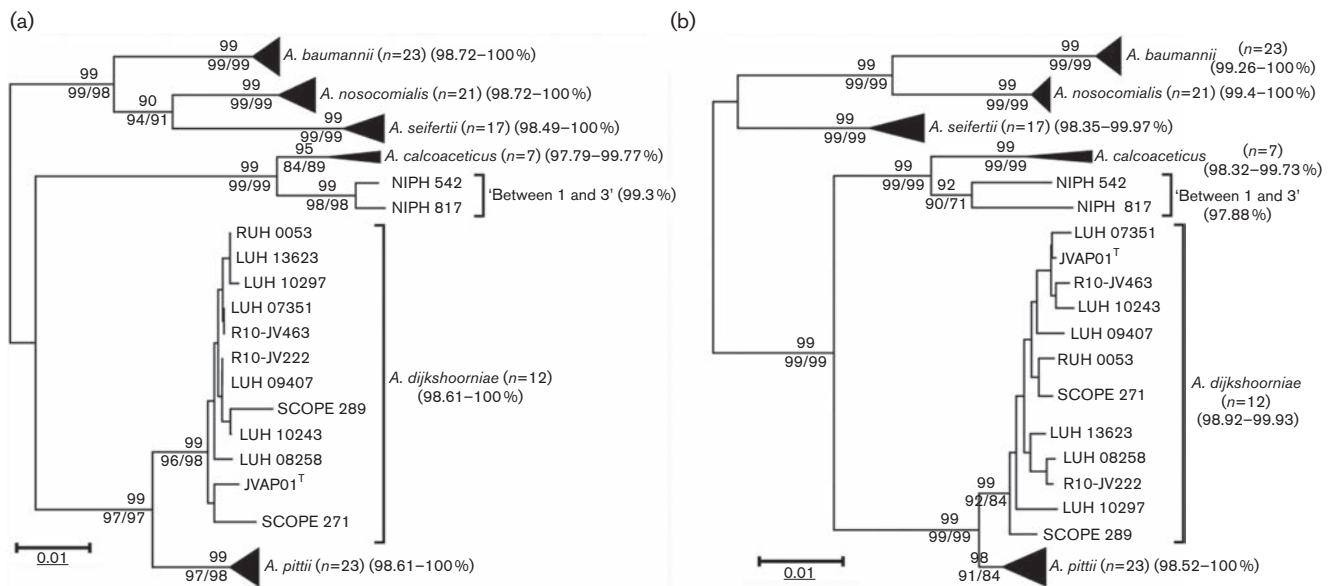 (a)
99
99/99
A. baumannii (n=23) (98.72–100 %)
99
99/98
90
94/91
99
99/99
A. nosocomialis (n=21) (98.72–100 %)
99
99/99
A. seifertii (n=17) (98.49–100 %)
95
84/89
A. calcoaceticus (n=7) (97.79–99.77 %)
99
99/99
99
98/98
NIPH 542
NIPH 817
'Between 1 and 3' (99.3 %)
RUH 0053
LUH 13623
LUH 10297
LUH 07351
R10-JV463
R10-JV222
LUH 09407
SCOPE 289
LUH 10243
LUH 08258
JVAP01T
SCOPE 271
A. dijkshoorniae (n=12)
(98.61–100 %)
99
96/98
99
97/97
99
97/98
A. pittii (n=23) (98.61–100 %)
0.01
(b)
99
99/99
A. baumannii
(n=23)
(99.26–100 %)
99
99/99
99
99/99
A. nosocomialis (n=21) (99.4–100 %)
99
99/99
A. seifertii (n=17) (98.35–99.97 %)
99
99/99
A. calcoaceticus
(n=7)
(98.32–99.73 %)
99
99/99
92
90/71
NIPH 542
NIPH 817
'Between 1 and 3'
(97.88 %)
LUH 07351
JVAP01T
R10-JV463
LUH 10243
LUH 09407
RUH 0053
SCOPE 271
LUH 13623
LUH 08258
R10-JV222
LUH 10297
SCOPE 289
A. dijkshoorniae
(n=12)
(98.92–99.93)
99
99/99
99
92/84
99
99/99
98
91/84
A. pittii (n=23) (98.52–100 %)
0.01